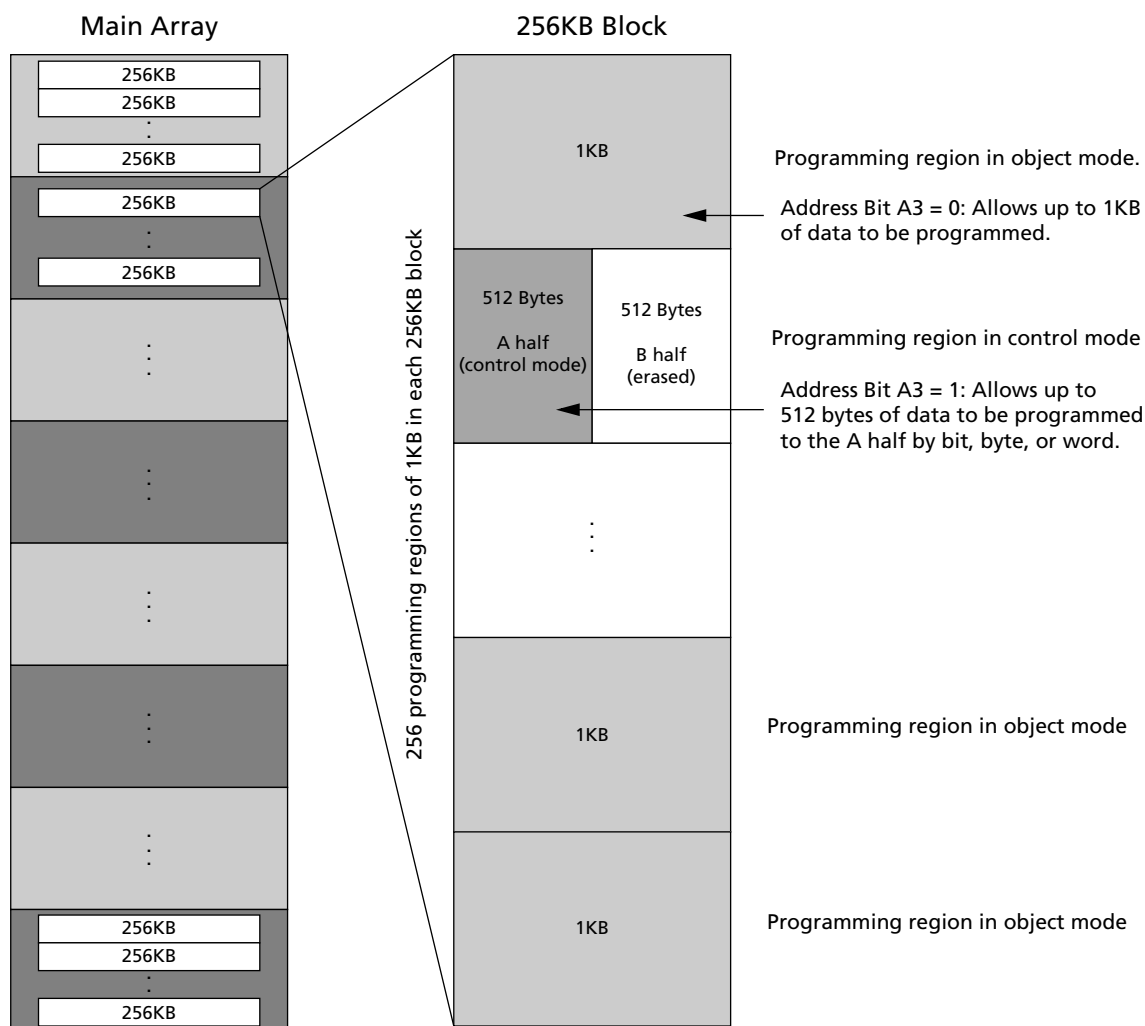 Main Array
256KB
256KB
256KB
256KB
256KB
256KB
256KB
256KB
256KB Block
256 programming regions of 1KB in each 256KB block
1KB
Programming region in object mode.
Address Bit A3 = 0: Allows up to 1KB
of data to be programmed.
512 Bytes
A half
(control mode)
512 Bytes
B half
(erased)
Programming region in control mode
Address Bit A3 = 1: Allows up to
512 bytes of data to be programmed
to the A half by bit, byte, or word.
1KB
Programming region in object mode
1KB
Programming region in object mode